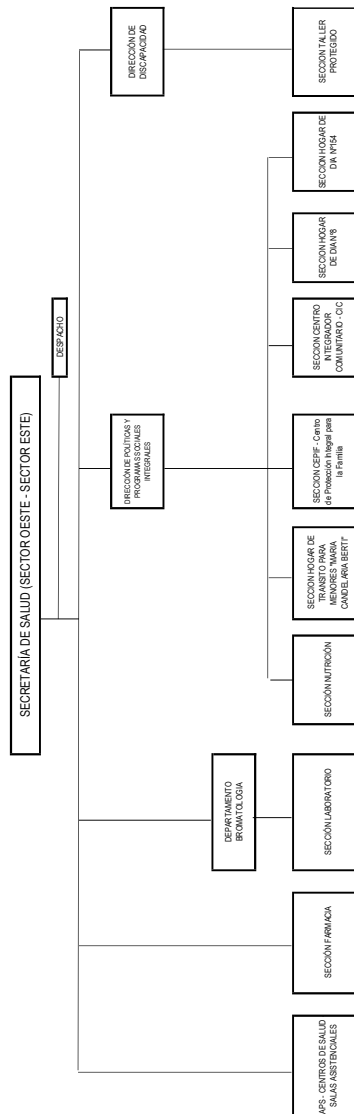 SECRETARÍA DE SALUD (SECTOR OESTE - SECTOR ESTE)
DESPACHO
DIRECCIÓN DE POLÍTICAS Y
PROGRAMAS SOCIALES
INTEGRALES
DIRECCIÓN DE
DISCAPACIDAD
DEPARTAMENTO
BROMATOLOGIA
APS - CENTROS DE SALUD
SALAS ASISTENCIALES
SECCIÓN FARMACIA
SECCIÓN LABORATORIO
SECCIÓN NUTRICIÓN
SECCION HOGAR DE
TRANSITO PARA
MENORES "MARIA
CANDELARIA BERTI"
SECCION CEPIF - Centro
de Protección Integral para
la Familia
SECCION CENTRO
INTEGRADOR
COMUNITARIO - CIC
SECCION HOGAR
DE DIA Nº8
SECCION HOGAR DE
DIA Nº154
SECCION TALLER
PROTEGIDO